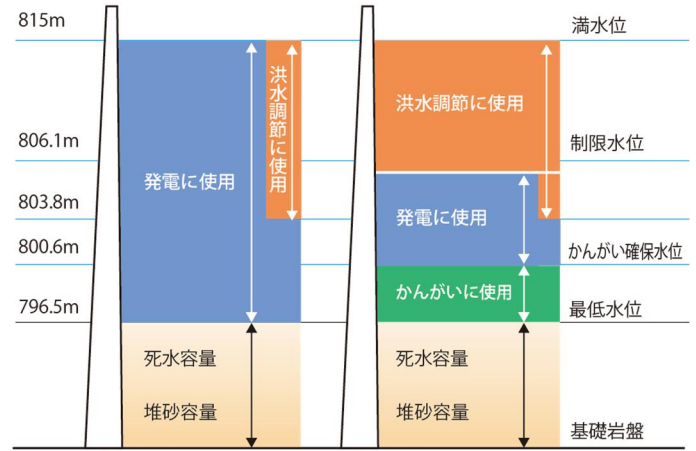 815m
満水位
洪水調節に使用
洪水調節に使用
806.1m
制限水位
発電に使用
803.8m
発電に使用
800.6m
かんがい確保水位
かんがいに使用
796.5m
最低水位
死水容量
死水容量
堆砂容量
堆砂容量
基礎岩盤